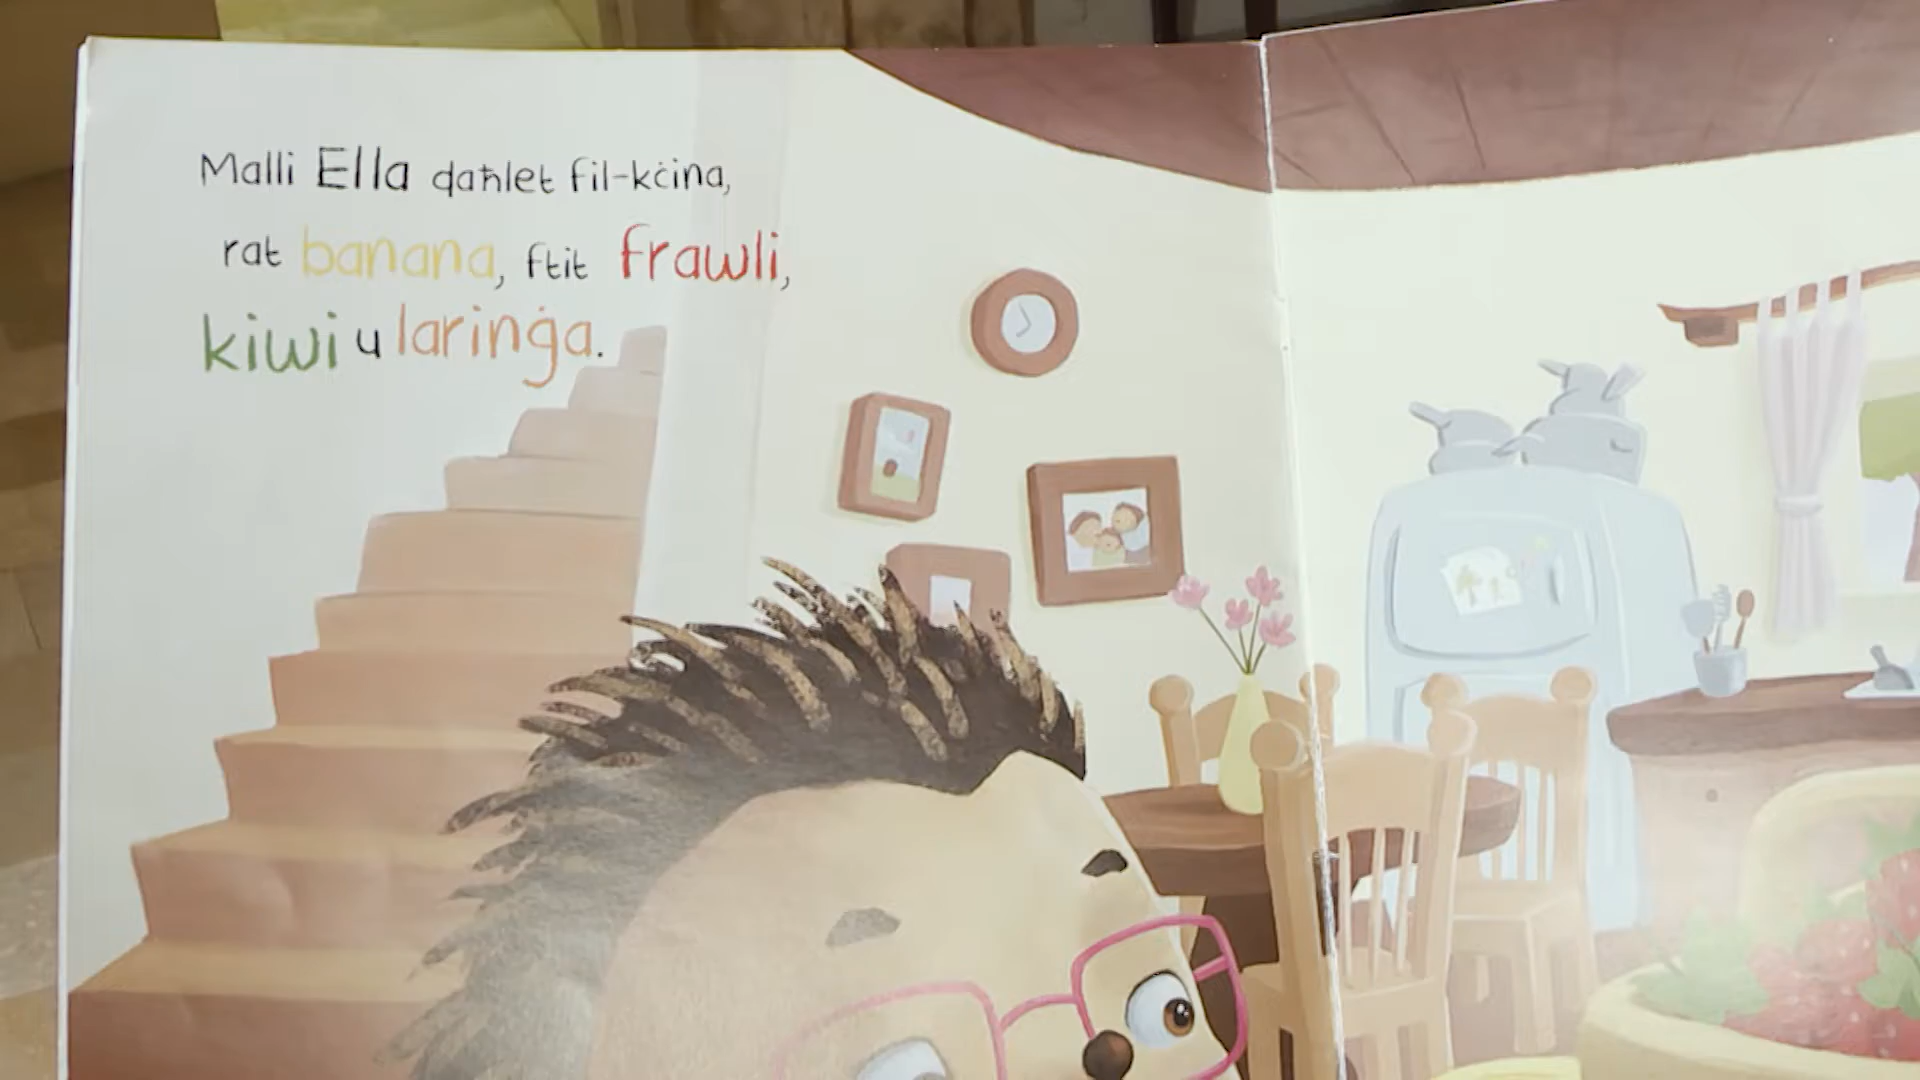 Malli Ella daħlet fil-kċina,
rat banana, ftit frawli,
kiwi u larinġa.